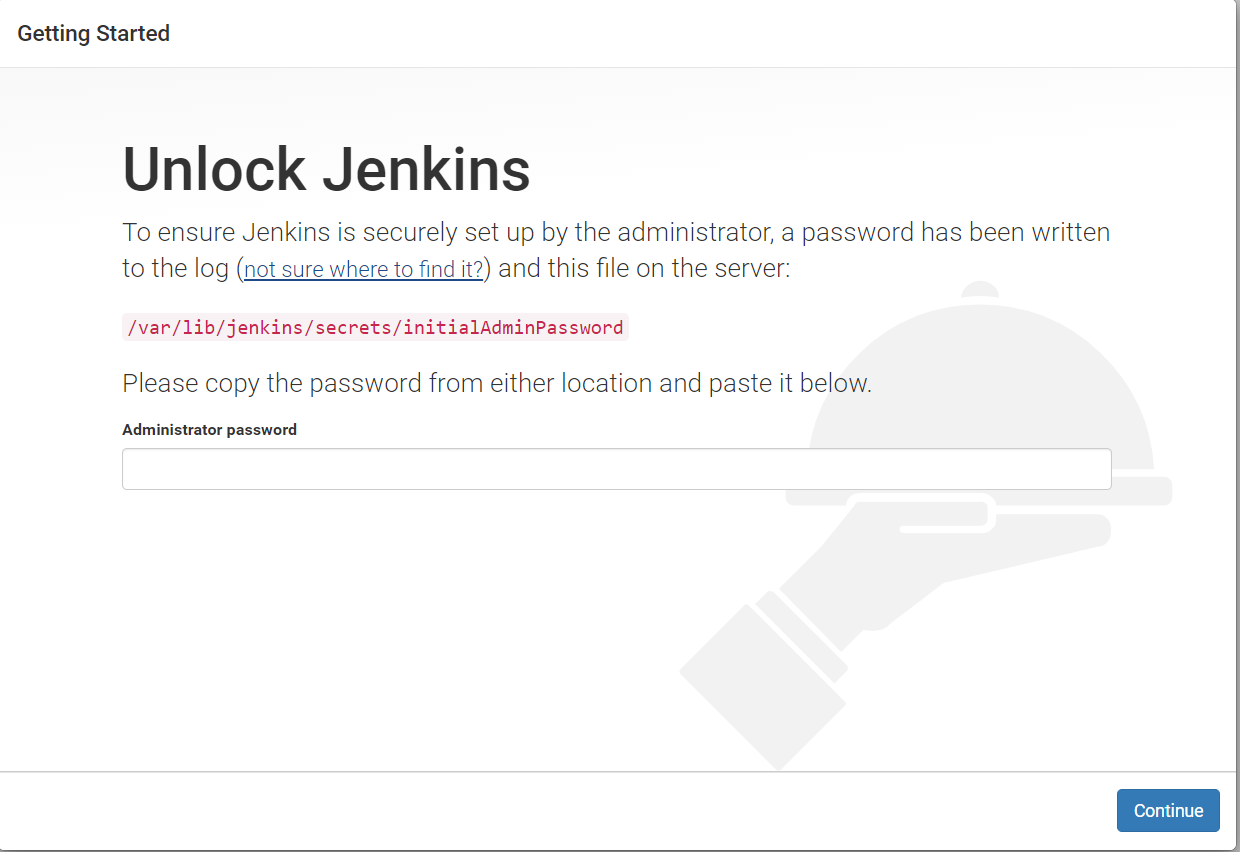 Getting Started
Unlock Jenkins
To ensure Jenkins is securely set up by the administrator, a password has been written
to the log (not sure where to find it?) and this file on the server:
/var/lib/jenkins/secrets/initialAdminPassword
Please copy the password from either location and paste it below.
Administrator password
Continue